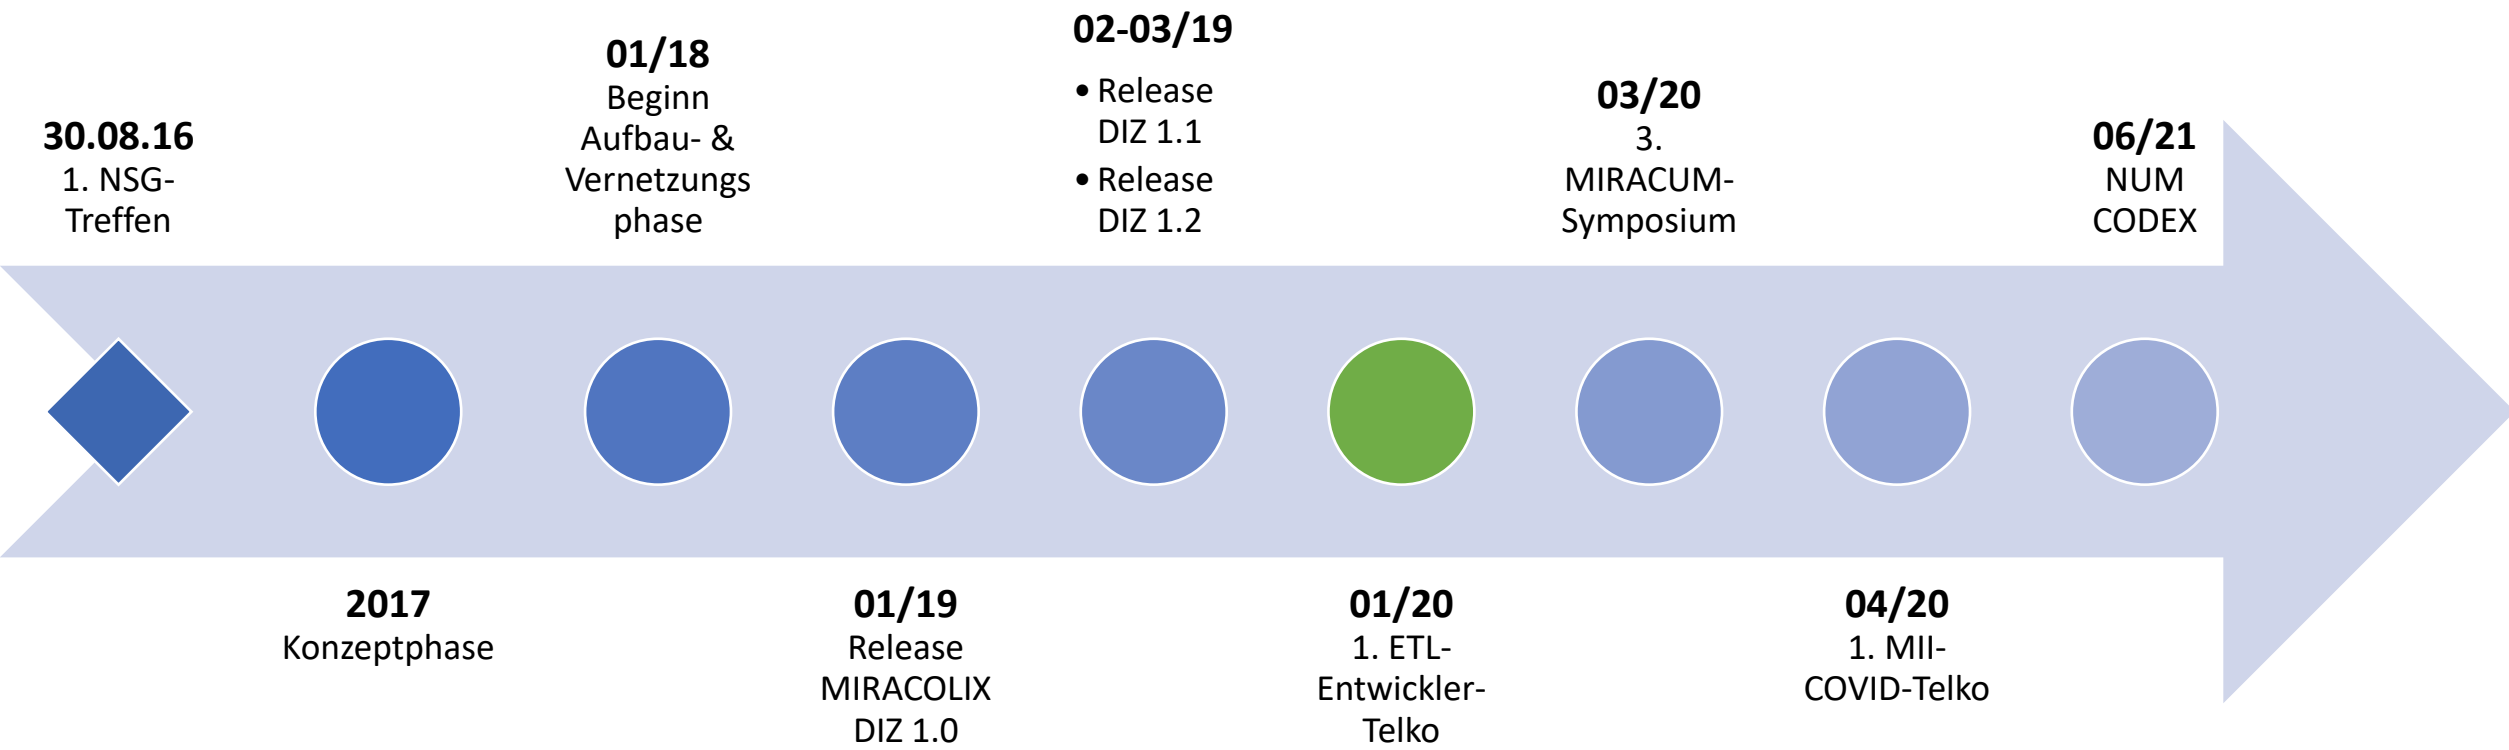 30.08.16
1. NSG-
Treffen
2017
Konzeptphase
01/18
Beginn
Aufbau- &
Vernetzungs
phase
01/19
Release
MIRACOLIX
DIZ 1.0
02-03/19
• Release
DIZ 1.1
• Release
DIZ 1.2
01/20
1. ETL-
Entwickler-
Telko
03/20
3.
MIRACUM-
Symposium
04/20
1. MII-
COVID-Telko
06/21
NUM
CODEX